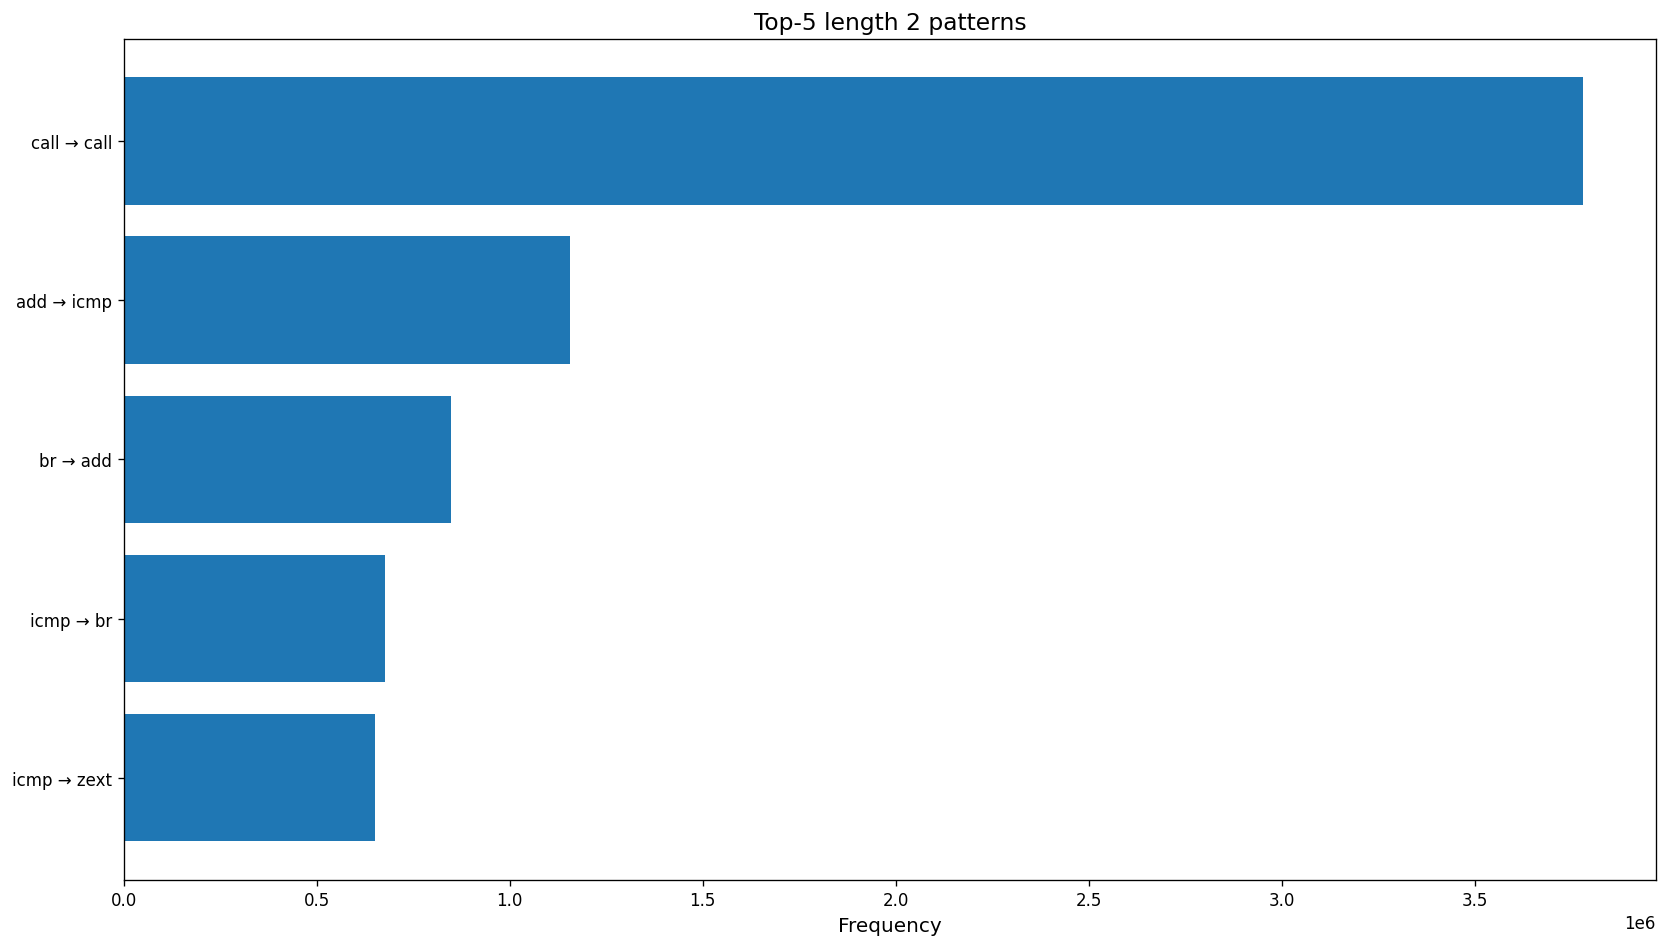 Top-5 length 2 patterns
call → call
add → icmp
br → add
icmp → br
icmp → zext
0.0 0.5 1.0 1.5 2.0 2.5 3.0 3.5
1e6
Frequency